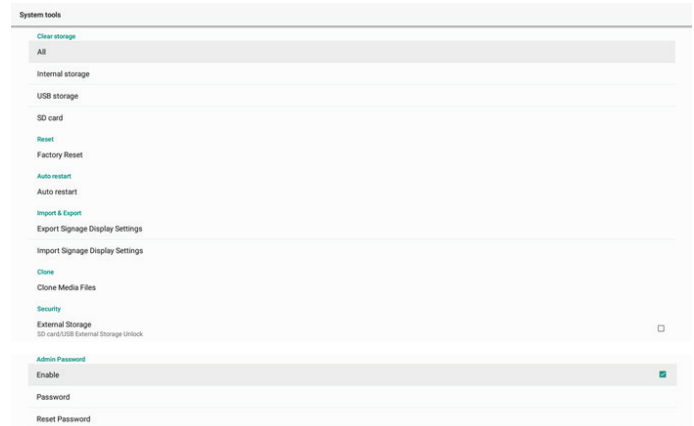 System tools
Clear storage
All
Internal storage
USB storage
SD card
Reset
Factory Reset
Auto restart
Auto restart
Import & Export
Export Signage Display Settings
Import Signage Display Settings
Clone
Clone Media Files
Security
External Storage
SD card/USB External Storage Unlock
Admin Password
Enable
Password
Reset Password